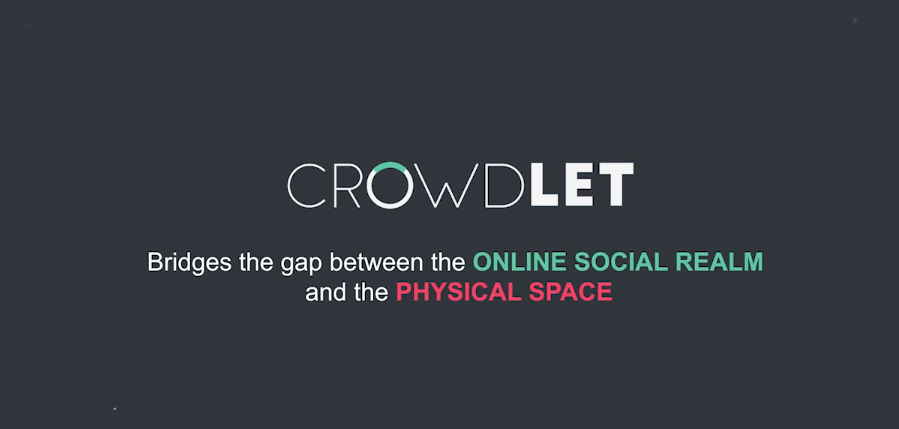 CROWDLET
Bridges the gap between the ONLINE SOCIAL REALM
and the PHYSICAL SPACE